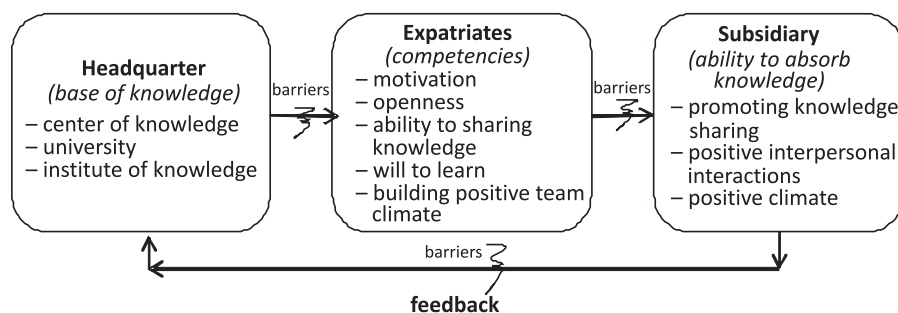 Headquarter
(base of knowledge)
– center of knowledge
– university
– institute of knowledge
barriers
Expatriates
(competencies)
– motivation
– openness
– ability to sharing
knowledge
– will to learn
– building positive team
climate
barriers
Subsidiary
(ability to absorb
knowledge)
– promoting knowledge
sharing
– positive interpersonal
interactions
– positive climate
barriers
feedback